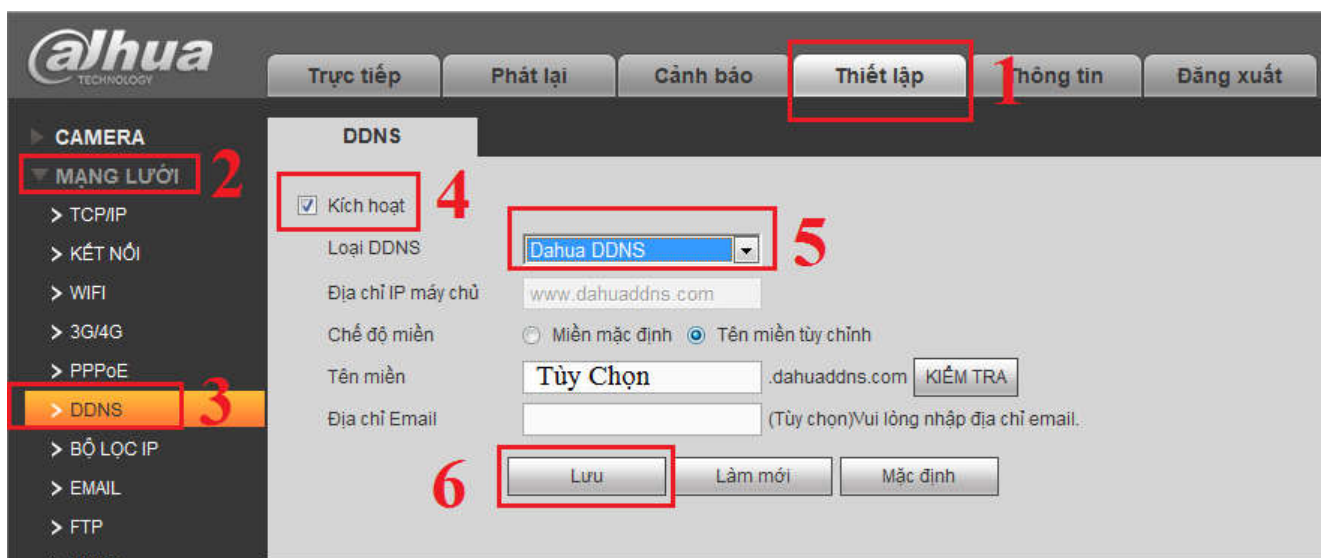 alhua
TECHNOLOGY
Trực tiếp Phát lại Cảnh báo Thiết lập 1 Thông tin Đăng xuất
CAMERA
DDNS
MẠNG LƯỚI 2
Kích hoạt 4
> TCP/IP
Loại DDNS Dahua DDNS 5
> KẾT NỐI
Địa chỉ IP máy chủ www.dahuaddns.com
> WIFI
Chế độ miền Miền mặc định Tên miền tùy chỉnh
> 3G/4G
Tên miền Tùy Chọn .dahuaddns.com KIỂM TRA
> PPPoE
> DDNS 3
Địa chỉ Email (Tùy chọn)Vui lòng nhập địa chỉ email.
> BỘ LỌC IP
6 Lưu Làm mới Mặc định
> EMAIL
> FTP